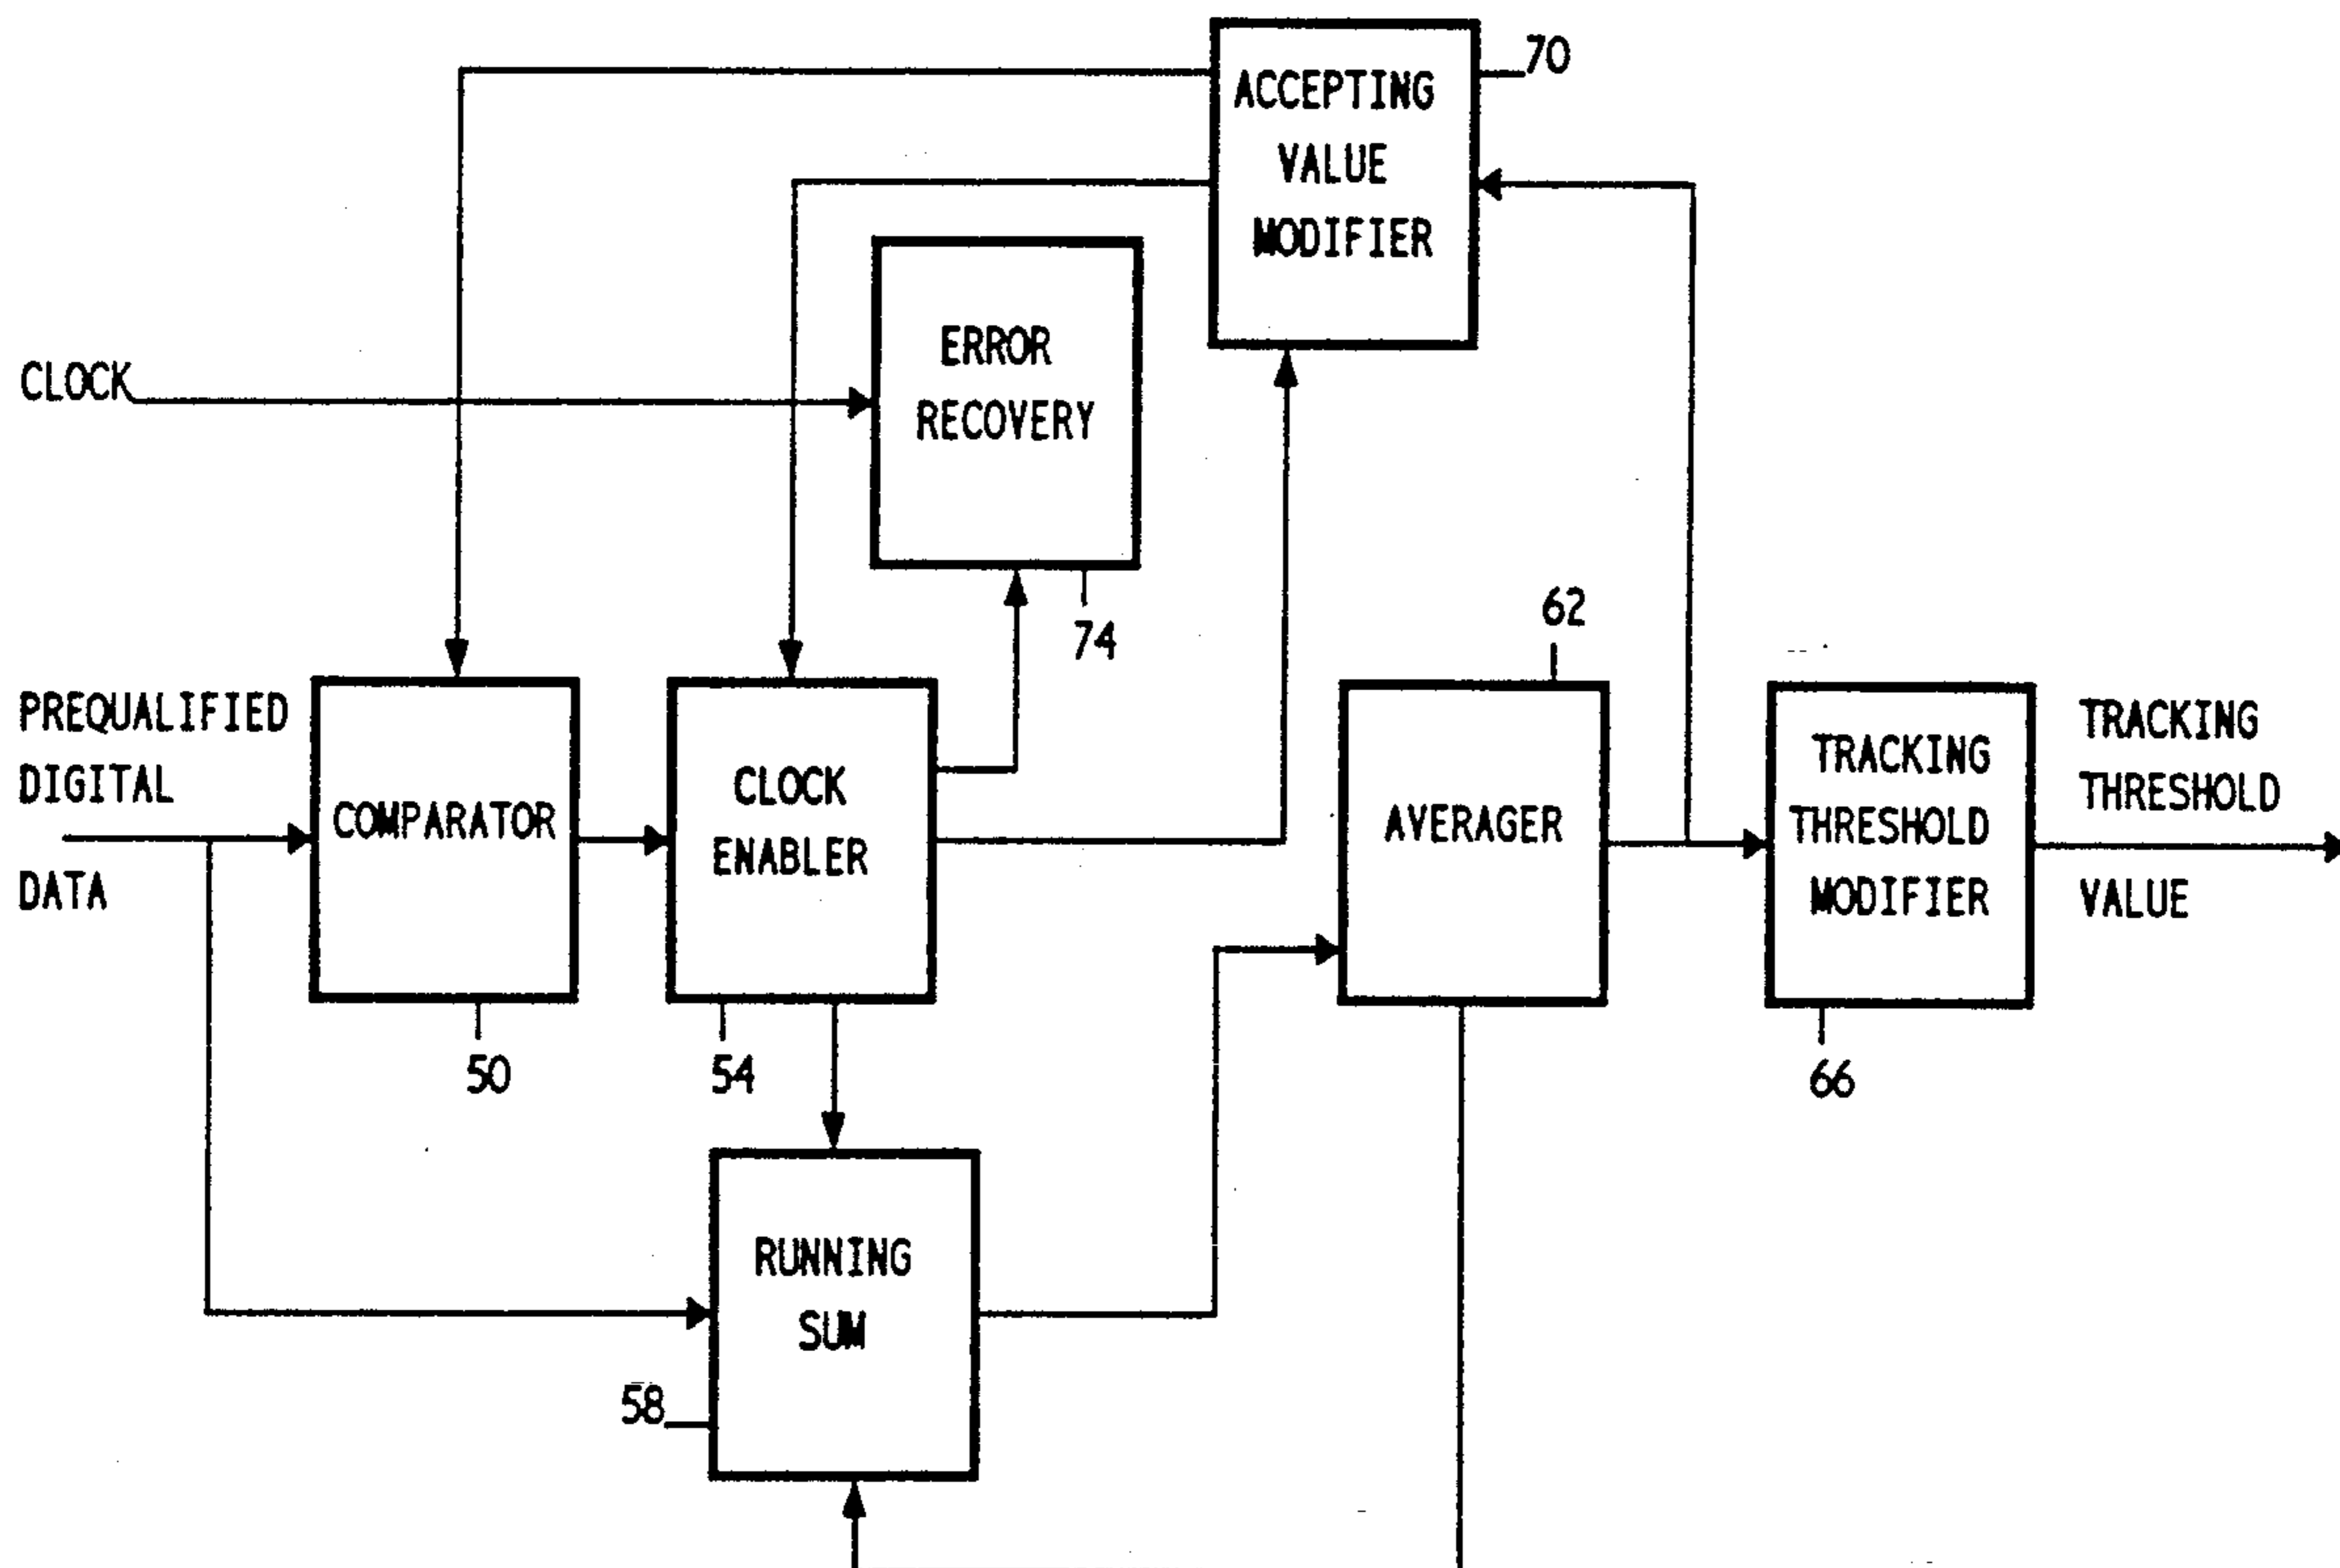 70
ACCEPTING
VALUE
MODIFIER
ERROR
RECOVERY
CLOCK
74
62
PREQUALIFIED
DIGITAL
DATA
COMPARATOR
50
CLOCK
ENABLER
54
AVERAGER
TRACKING
THRESHOLD
MODIFIER
66
TRACKING
THRESHOLD
VALUE
RUNNING
SUM
58